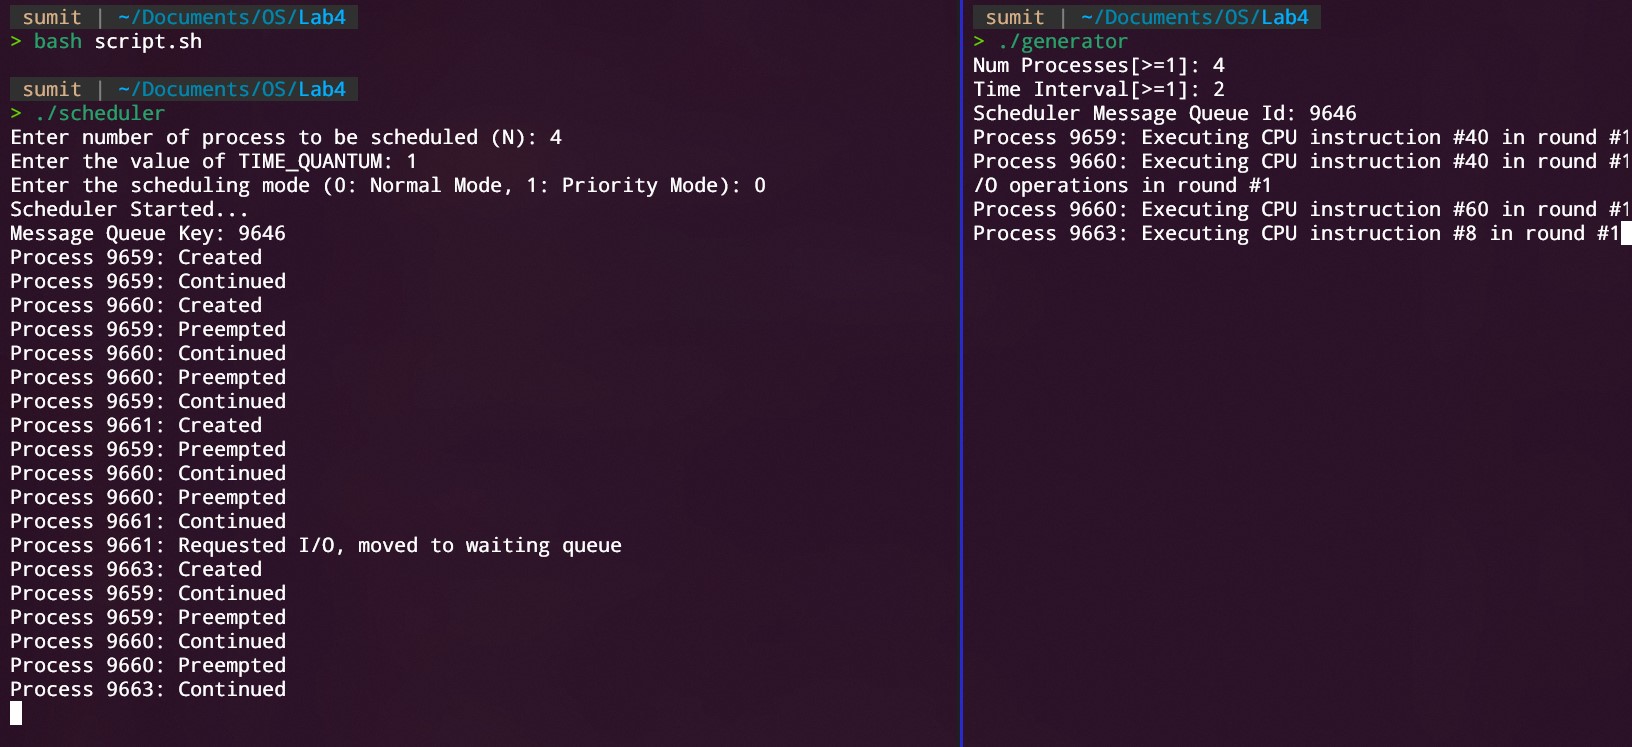 sumit | ~/Documents/OS/Lab4
> bash script.sh
sumit | ~/Documents/OS/Lab4
> ./scheduler
Enter number of process to be scheduled (N): 4
Enter the value of TIME_QUANTUM: 1
Enter the scheduling mode (0: Normal Mode, 1: Priority Mode): 0
Scheduler Started...
Message Queue Key: 9646
Process 9659: Created
Process 9659: Continued
Process 9660: Created
Process 9659: Preempted
Process 9660: Continued
Process 9660: Preempted
Process 9659: Continued
Process 9661: Created
Process 9659: Preempted
Process 9660: Continued
Process 9660: Preempted
Process 9661: Continued
Process 9661: Requested I/O, moved to waiting queue
Process 9663: Created
Process 9659: Continued
Process 9659: Preempted
Process 9660: Continued
Process 9660: Preempted
Process 9663: Continued
sumit | ~/Documents/OS/Lab4
> ./generator
Num Processes[>=1]: 4
Time Interval[>=1]: 2
Scheduler Message Queue Id: 9646
Process 9659: Executing CPU instruction #40 in round #1
Process 9660: Executing CPU instruction #40 in round #1
/O operations in round #1
Process 9660: Executing CPU instruction #60 in round #1
Process 9663: Executing CPU instruction #8 in round #1